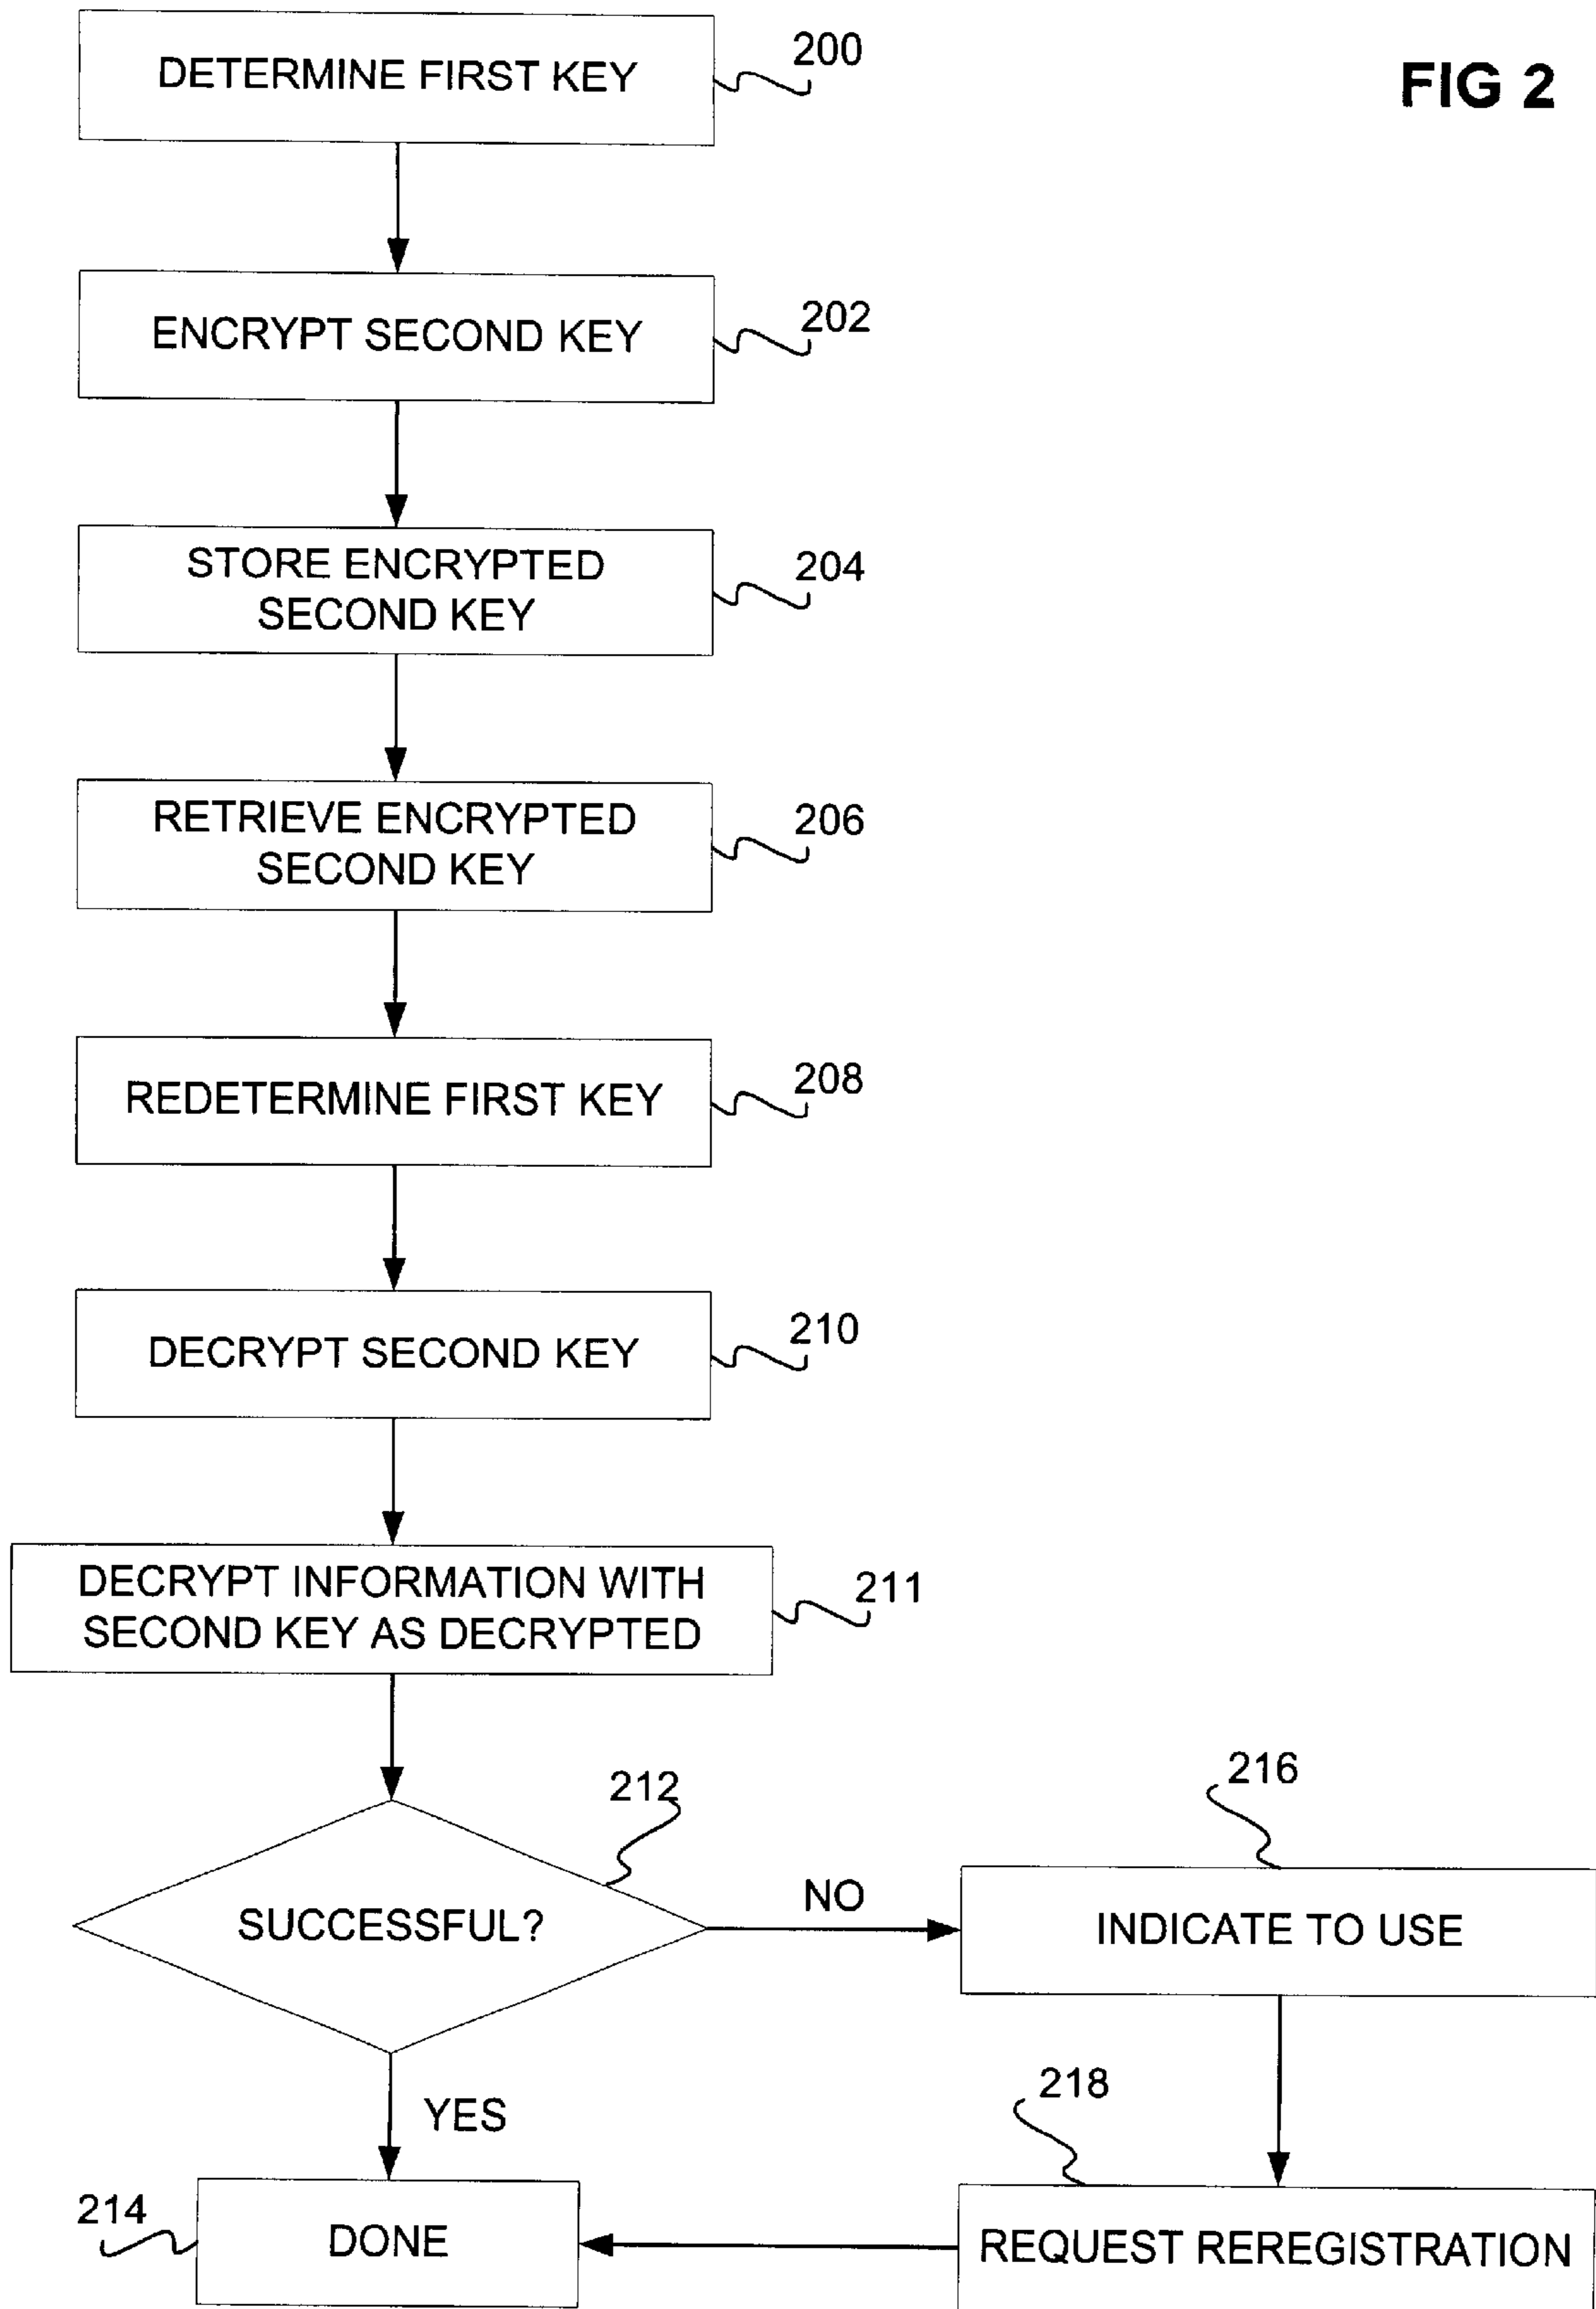 FIG 2
DETERMINE FIRST KEY
200
ENCRYPT SECOND KEY
202
STORE ENCRYPTED
SECOND KEY
204
RETRIEVE ENCRYPTED
SECOND KEY
206
REDETERMINE FIRST KEY
208
DECRYPT SECOND KEY
210
DECRYPT INFORMATION WITH
SECOND KEY AS DECRYPTED
211
212
SUCCESSFUL?
NO
216
INDICATE TO USE
YES
218
REQUEST REREGISTRATION
214
DONE